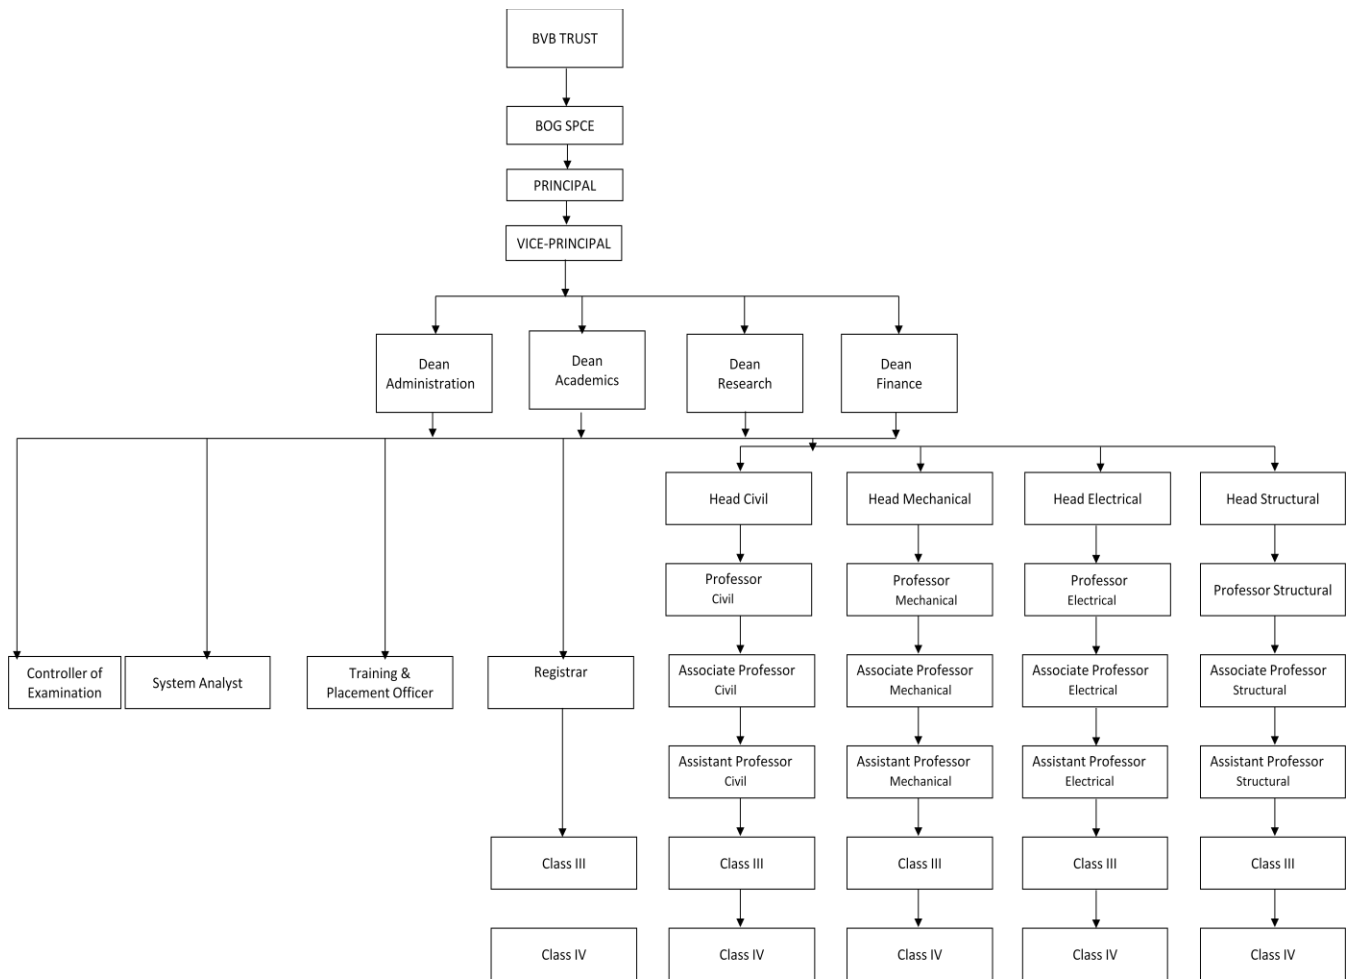 BVB TRUST
BOG SPCE
PRINCIPAL
VICE-PRINCIPAL
Dean
Administration
Dean
Academics
Dean
Research
Dean
Finance
Head Civil
Head Mechanical
Head Electrical
Head Structural
Professor
Civil
Professor
Mechanical
Professor
Electrical
Professor Structural
Controller of
Examination
System Analyst
Training &
Placement Officer
Registrar
Associate Professor
Civil
Associate Professor
Mechanical
Associate Professor
Electrical
Associate Professor
Structural
Assistant Professor
Civil
Assistant Professor
Mechanical
Assistant Professor
Electrical
Assistant Professor
Structural
Class III
Class III
Class III
Class III
Class III
Class IV
Class IV
Class IV
Class IV
Class IV